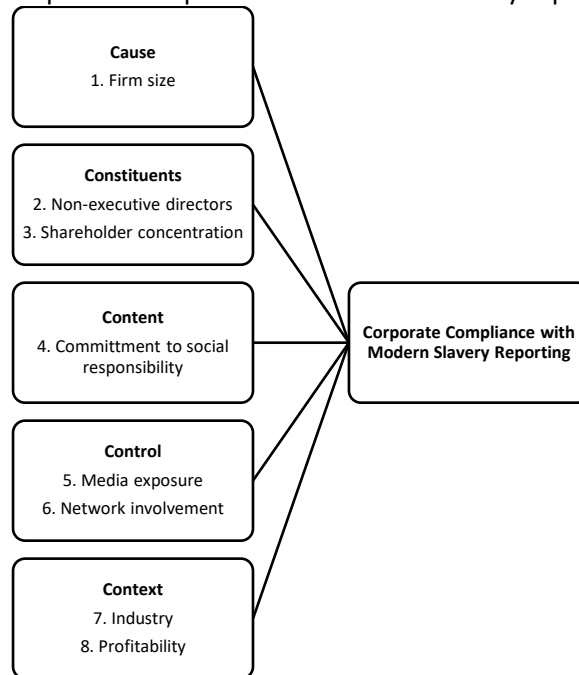 Cause
1. Firm size
Constituents
2. Non-executive directors
3. Shareholder concentration
Content
4. Committment to social
responsibility
Control
5. Media exposure
6. Network involvement
Context
7. Industry
8. Profitability
Corporate Compliance with
Modern Slavery Reporting